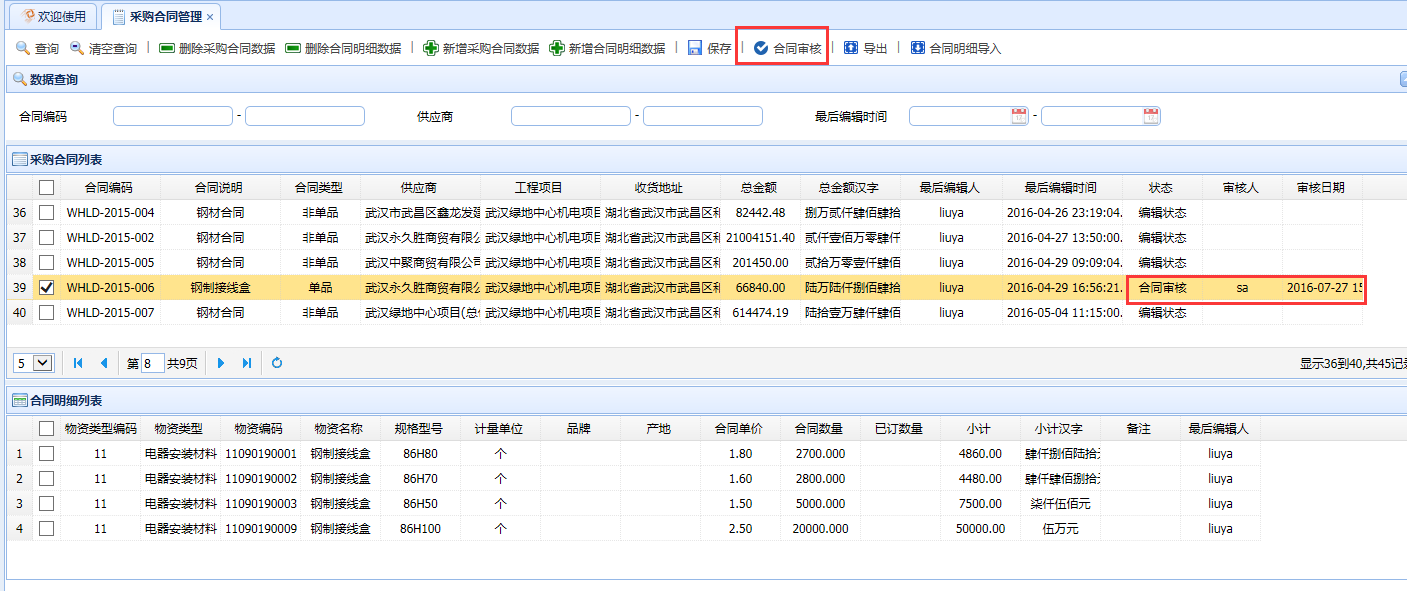 欢迎使用 采购合同管理 ×
查询 清空查询 | 删除采购合同数据 删除合同明细数据 | 新增采购合同数据 新增合同明细数据 | 保存 | 合同审核 | 导出 | 合同明细导入
数据查询
合同编码 - 供应商 - 最后编辑时间 -
采购合同列表
合同编码 合同说明 合同类型 供应商 工程项目 收货地址 总金额 总金额汉字 最后编辑人 最后编辑时间 状态 审核人 审核日期
36 WHLD-2015-004 钢材合同 非单品 武汉市武昌区鑫龙发 武汉绿地中心机电项目 湖北省武汉市武昌区和 82442.48 捌万贰仟肆佰肆拾 liuya 2016-04-26 23:19:04. 编辑状态
37 WHLD-2015-002 钢材合同 非单品 武汉永久胜商贸有限公 武汉绿地中心机电项目 湖北省武汉市武昌区和 21004151.40 贰仟壹佰万零肆仟 liuya 2016-04-27 13:50:00. 编辑状态
38 WHLD-2015-005 钢材合同 非单品 武汉中聚商贸有限公司 武汉绿地中心机电项目 湖北省武汉市武昌区和 201450.00 贰拾万零壹仟肆佰 liuya 2016-04-29 09:09:04. 编辑状态
39 WHLD-2015-006 钢制接线盒 单品 武汉永久胜商贸有限公 武汉绿地中心机电项目 湖北省武汉市武昌区和 66840.00 陆万陆仟捌佰肆拾 liuya 2016-04-29 16:56:21. 合同审核 sa 2016-07-27 15
40 WHLD-2015-007 钢材合同 非单品 武汉绿地中心项目(总 武汉绿地中心机电项目 湖北省武汉市武昌区和 614474.19 陆拾壹万肆仟肆佰 liuya 2016-05-04 11:15:00. 编辑状态
5 第 8 共9页 显示36到40,共45记
合同明细列表
物资类型编码 物资类型 物资编码 物资名称 规格型号 计量单位 品牌 产地 合同单价 合同数量 已订数量 小计 小计汉字 备注 最后编辑人
1 11 电器安装材料 11090190001 钢制接线盒 86H80 个 1.80 2700.000 4860.00 肆仟捌佰陆拾 liuya
2 11 电器安装材料 11090190002 钢制接线盒 86H70 个 1.60 2800.000 4480.00 肆仟肆佰捌拾 liuya
3 11 电器安装材料 11090190003 钢制接线盒 86H50 个 1.50 5000.000 7500.00 柒仟伍佰元 liuya
4 11 电器安装材料 11090190009 钢制接线盒 86H100 个 2.50 20000.000 50000.00 伍万元 liuya